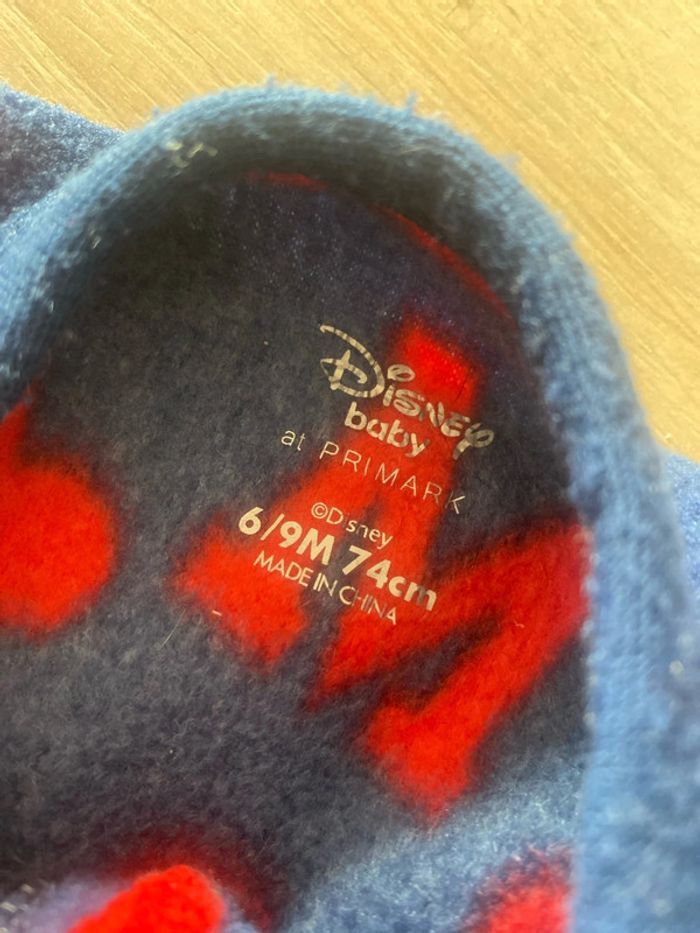 Disney
baby
at PRIMARK
©Disney
6/9M 74cm
MADE IN CHINA